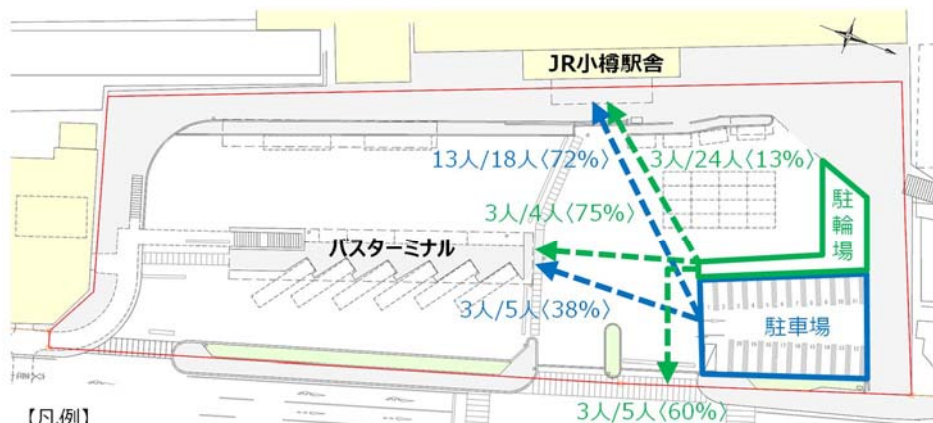 JR小樽駅舎
13人/18人〈72%〉
3人/24人〈13%〉
3人/4人〈75%〉
駐輪場
バスターミナル
3人/5人〈38%〉
駐車場
3人/5人〈60%〉
【凡例】